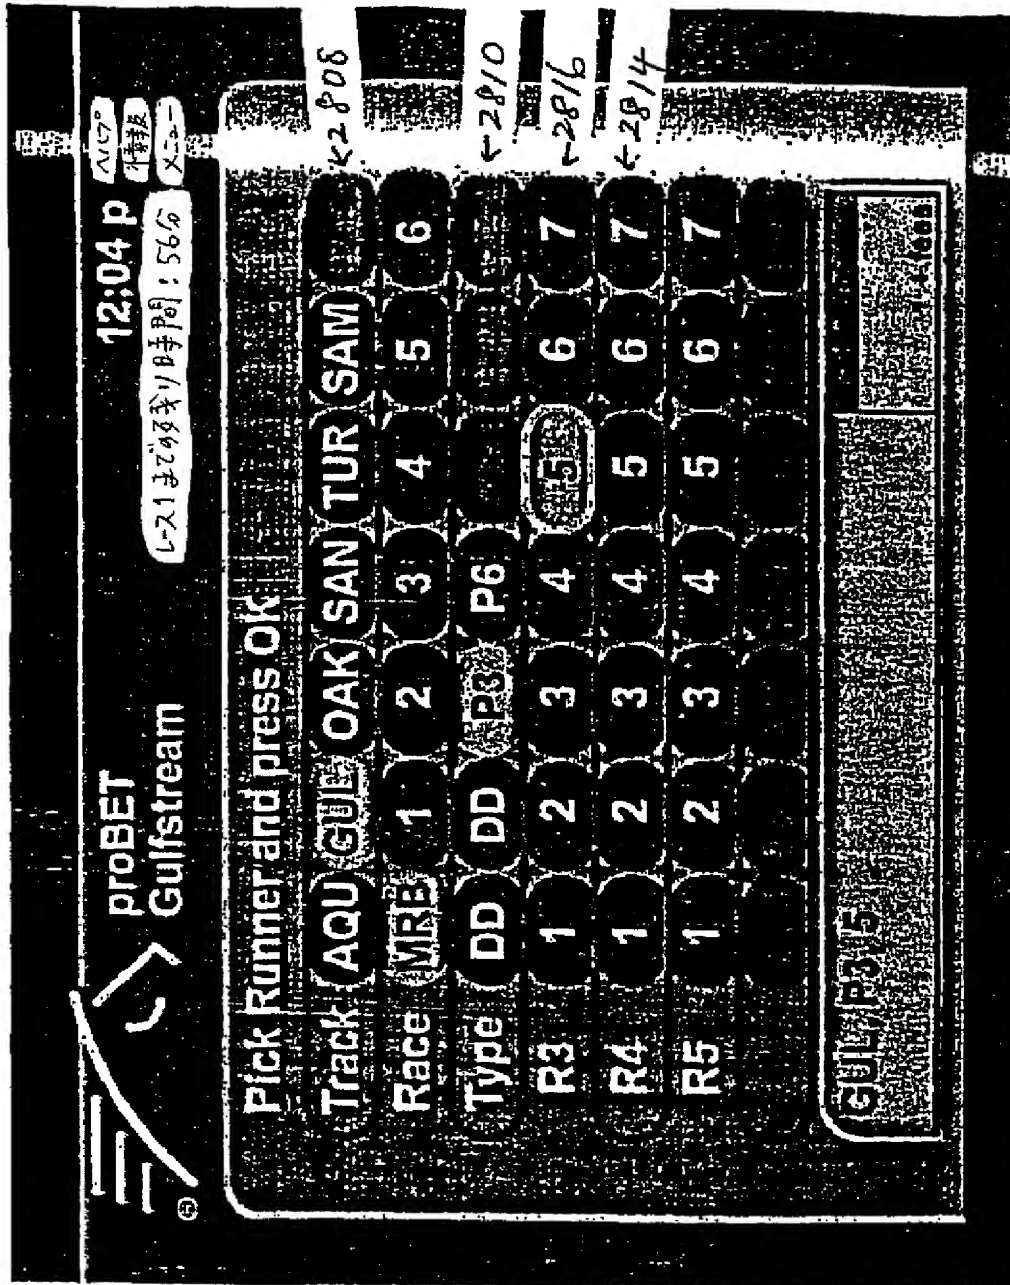 proBET
Gulfstream
12:04 p
レース1までの残り時間:56分
ヘルプ
情報
メニュー
Pick Runner and press OK
Track AQU GUL OAK SAN TUR SAM
←2808
Race MRB 1 2 3 4 5 6
Type DD DD P3 P6
←2810
R3 1 2 3 4 5 6 7
←2816
R4 1 2 3 4 5 6 7
←2814
R5 1 2 3 4 5 6 7
GUL/P3/5
®